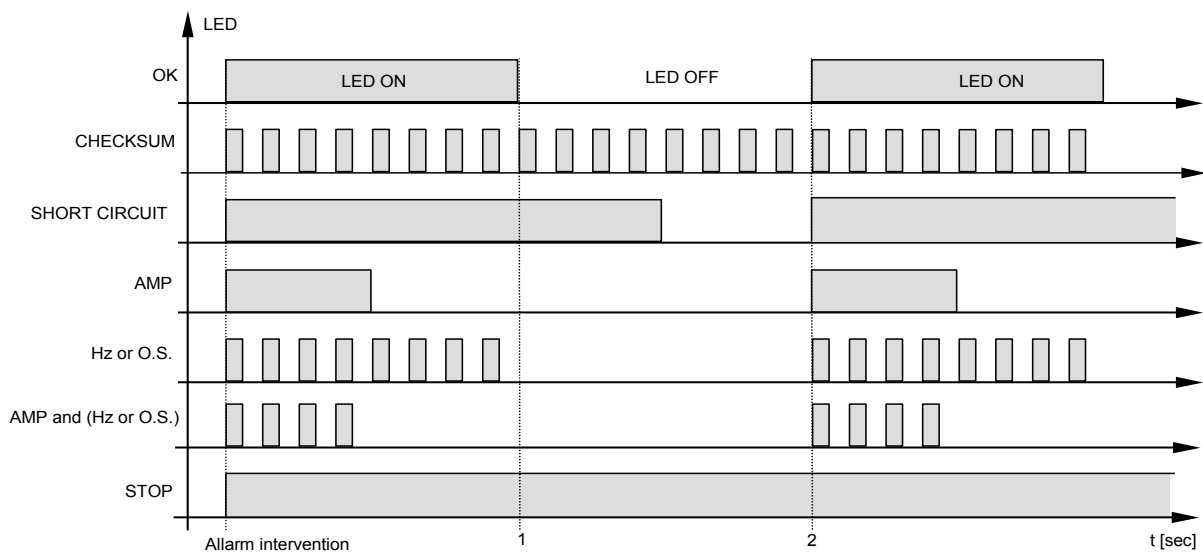 LED
OK
LED ON
LED OFF
LED ON
CHECKSUM
SHORT CIRCUIT
AMP
Hz or O.S.
AMP and (Hz or O.S.)
STOP
Allarm intervention
1
2
t [sec]